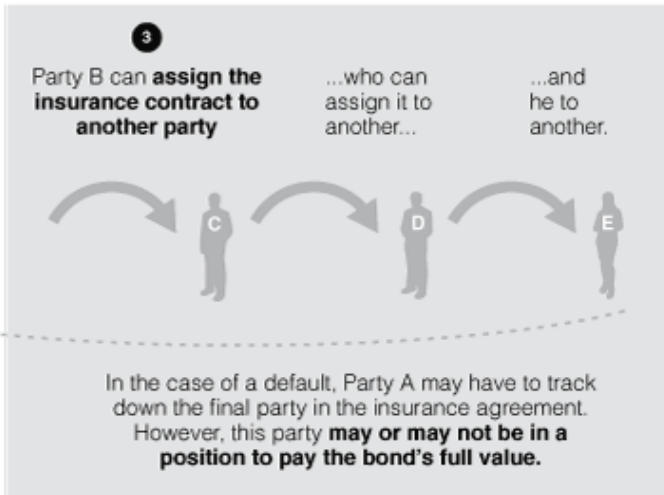 3
Party B can assign the
insurance contract to
another party
...who can
assign it to
another...
...and
he to
another.
C
D
E
In the case of a default, Party A may have to track
down the final party in the insurance agreement.
However, this party may or may not be in a
position to pay the bond's full value.